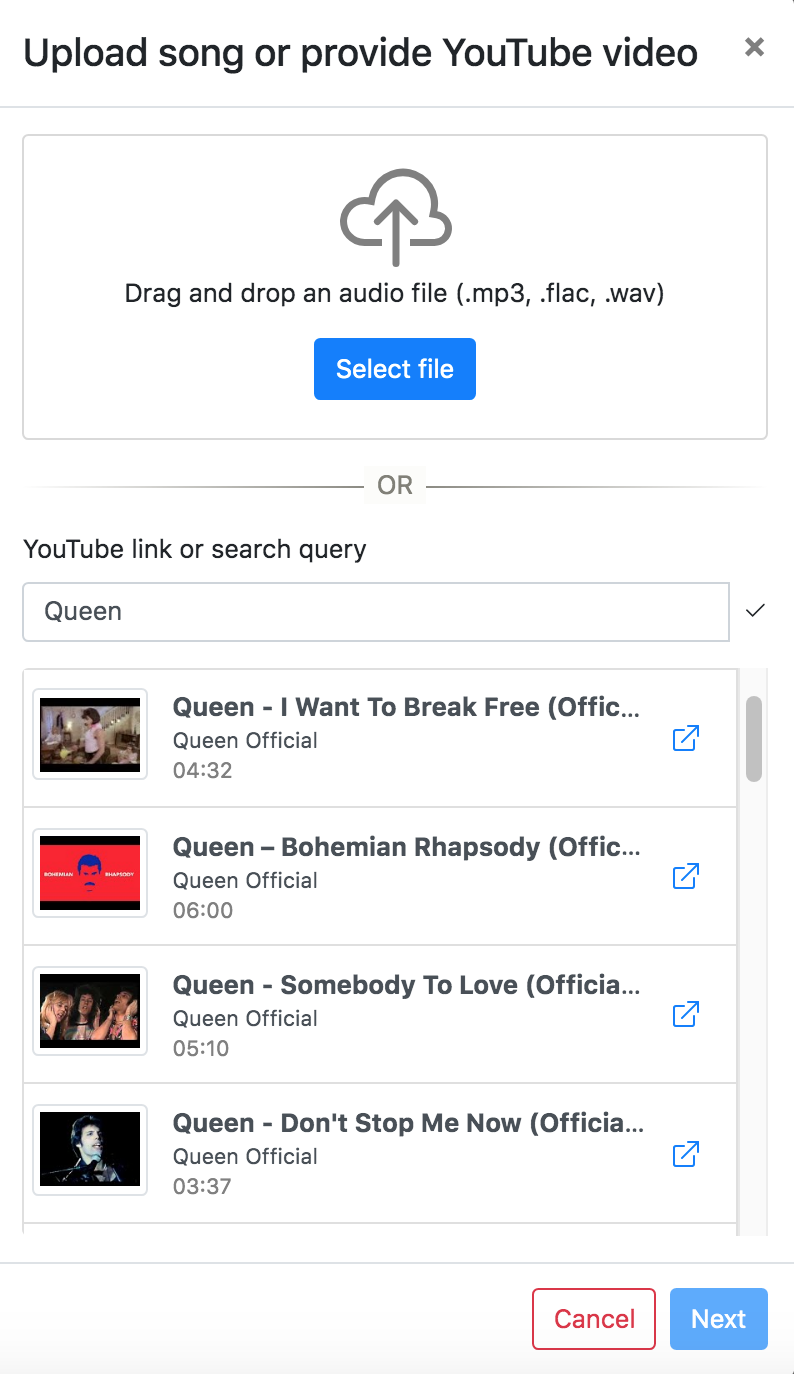 Upload song or provide YouTube video
×
Drag and drop an audio file (.mp3, .flac, .wav)
Select file
OR
YouTube link or search query
Queen
Queen - I Want To Break Free (Offic...
Queen Official
04:32
BOHEMIAN RHAPSODY
Queen – Bohemian Rhapsody (Offic...
Queen Official
06:00
Queen - Somebody To Love (Officia...
Queen Official
05:10
Queen - Don't Stop Me Now (Officia...
Queen Official
03:37
Cancel
Next